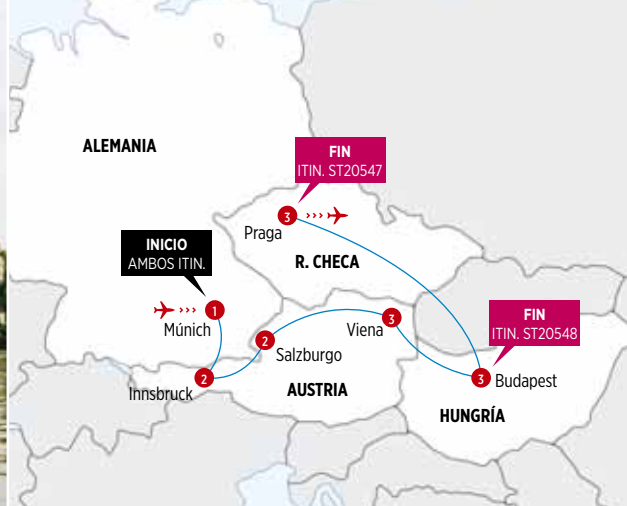 ALEMANIA
FIN
ITIN. ST20547
3
Praga
R. CHECA
INICIO
AMBOS ITIN.
1
Múnich
3
Viena
FIN
ITIN. ST20548
2
Salzburgo
2
Innsbruck
AUSTRIA
3
Budapest
HUNGRÍA